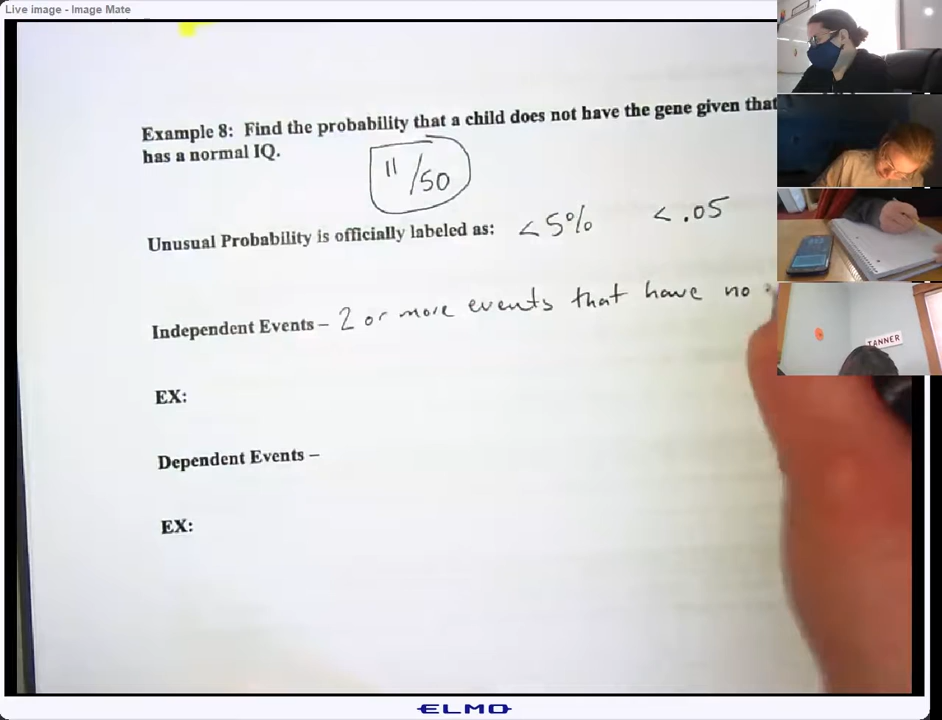 Live image - Image Mate
Example 8: Find the probability that a child does not have the gene given that
has a normal IQ.
11/50
Unusual Probability is officially labeled as: < 5% < .05
Independent Events – 2 or more events that have no
EX:
Dependent Events –
EX:
TANNER
ELMO